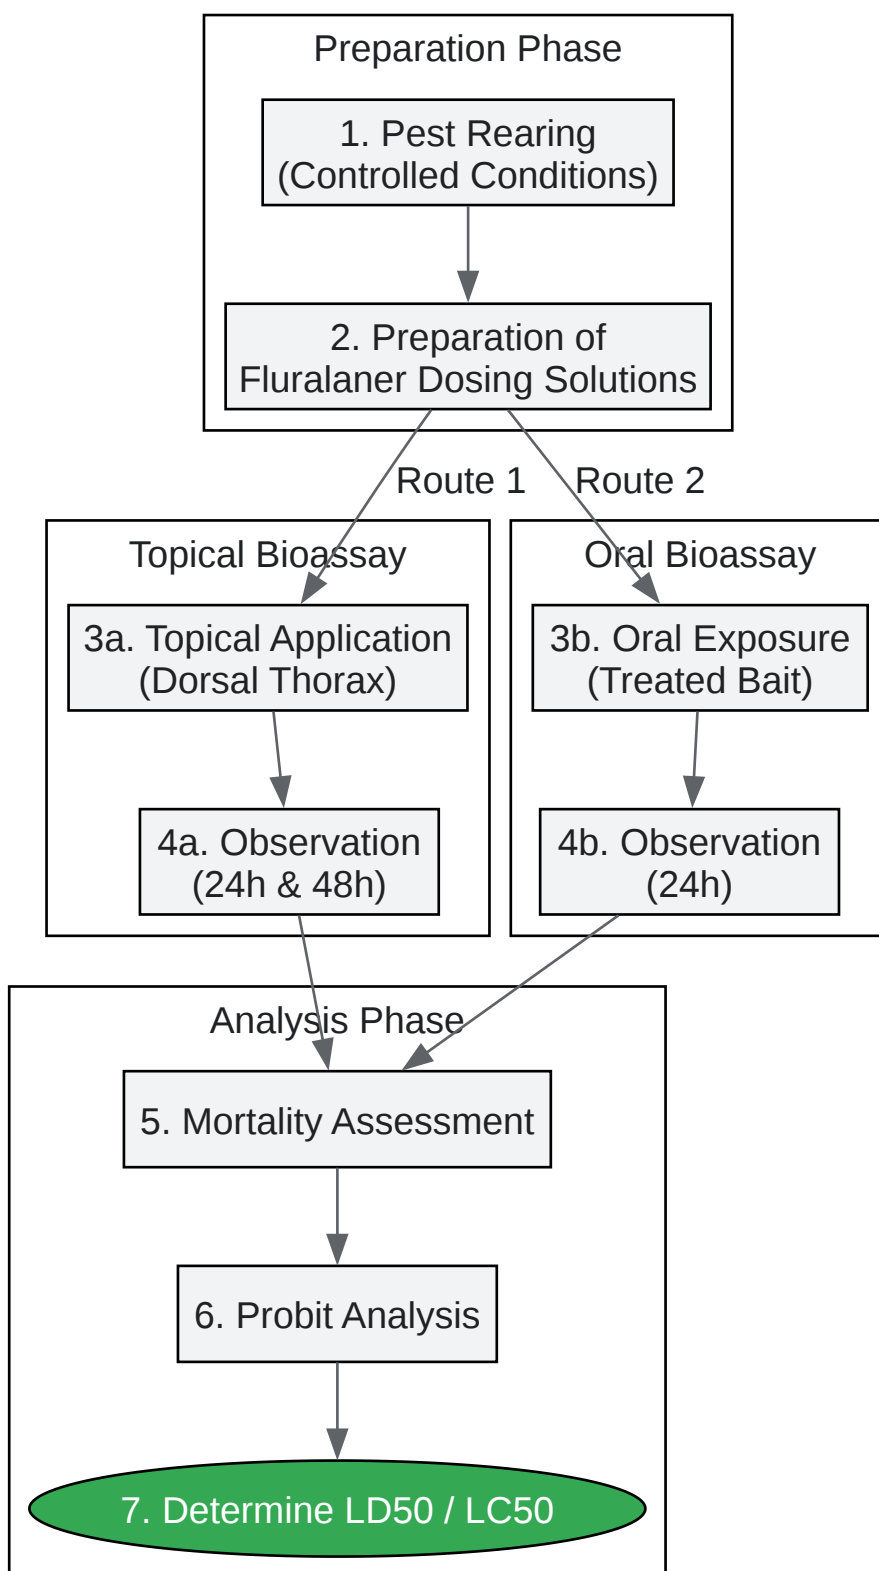 Preparation Phase
1. Pest Rearing
(Controlled Conditions)
2. Preparation of
Fluralaner Dosing Solutions
Route 1
Route 2
Topical Bioassay
3a. Topical Application
(Dorsal Thorax)
4a. Observation
(24h & 48h)
Oral Bioassay
3b. Oral Exposure
(Treated Bait)
4b. Observation
(24h)
Analysis Phase
5. Mortality Assessment
6. Probit Analysis
7. Determine LD50 / LC50